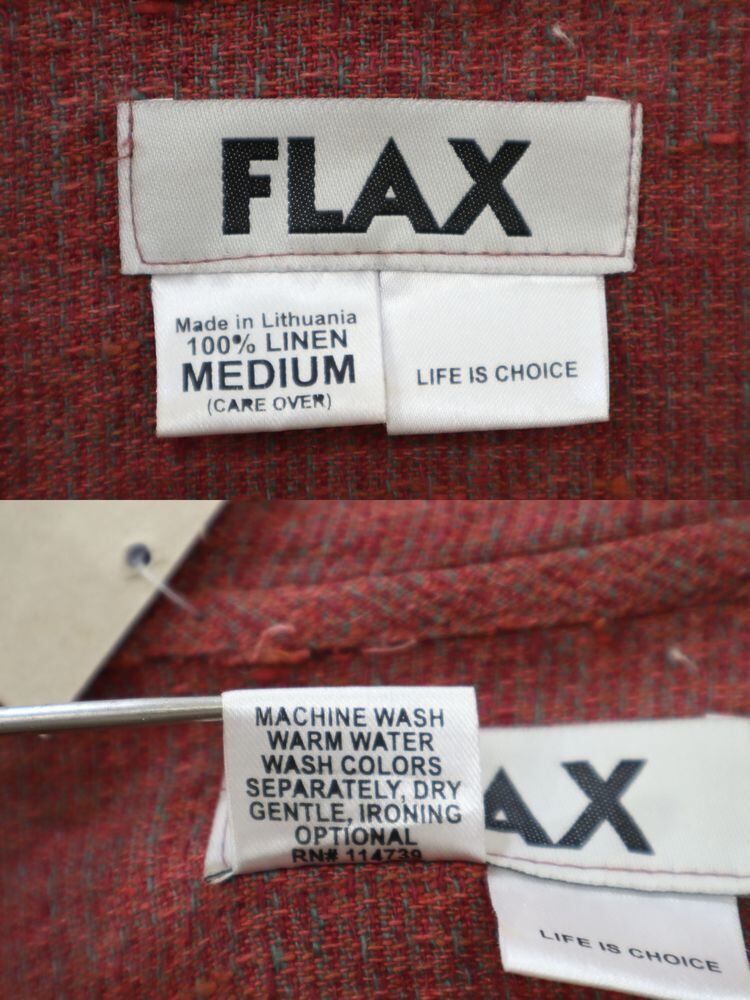 FLAX
Made in Lithuania
100% LINEN
MEDIUM
(CARE OVER)
LIFE IS CHOICE
MACHINE WASH
WARM WATER
WASH COLORS
SEPARATELY, DRY
GENTLE, IRONING
OPTIONAL
RN# 114739
AX
LIFE IS CHOICE